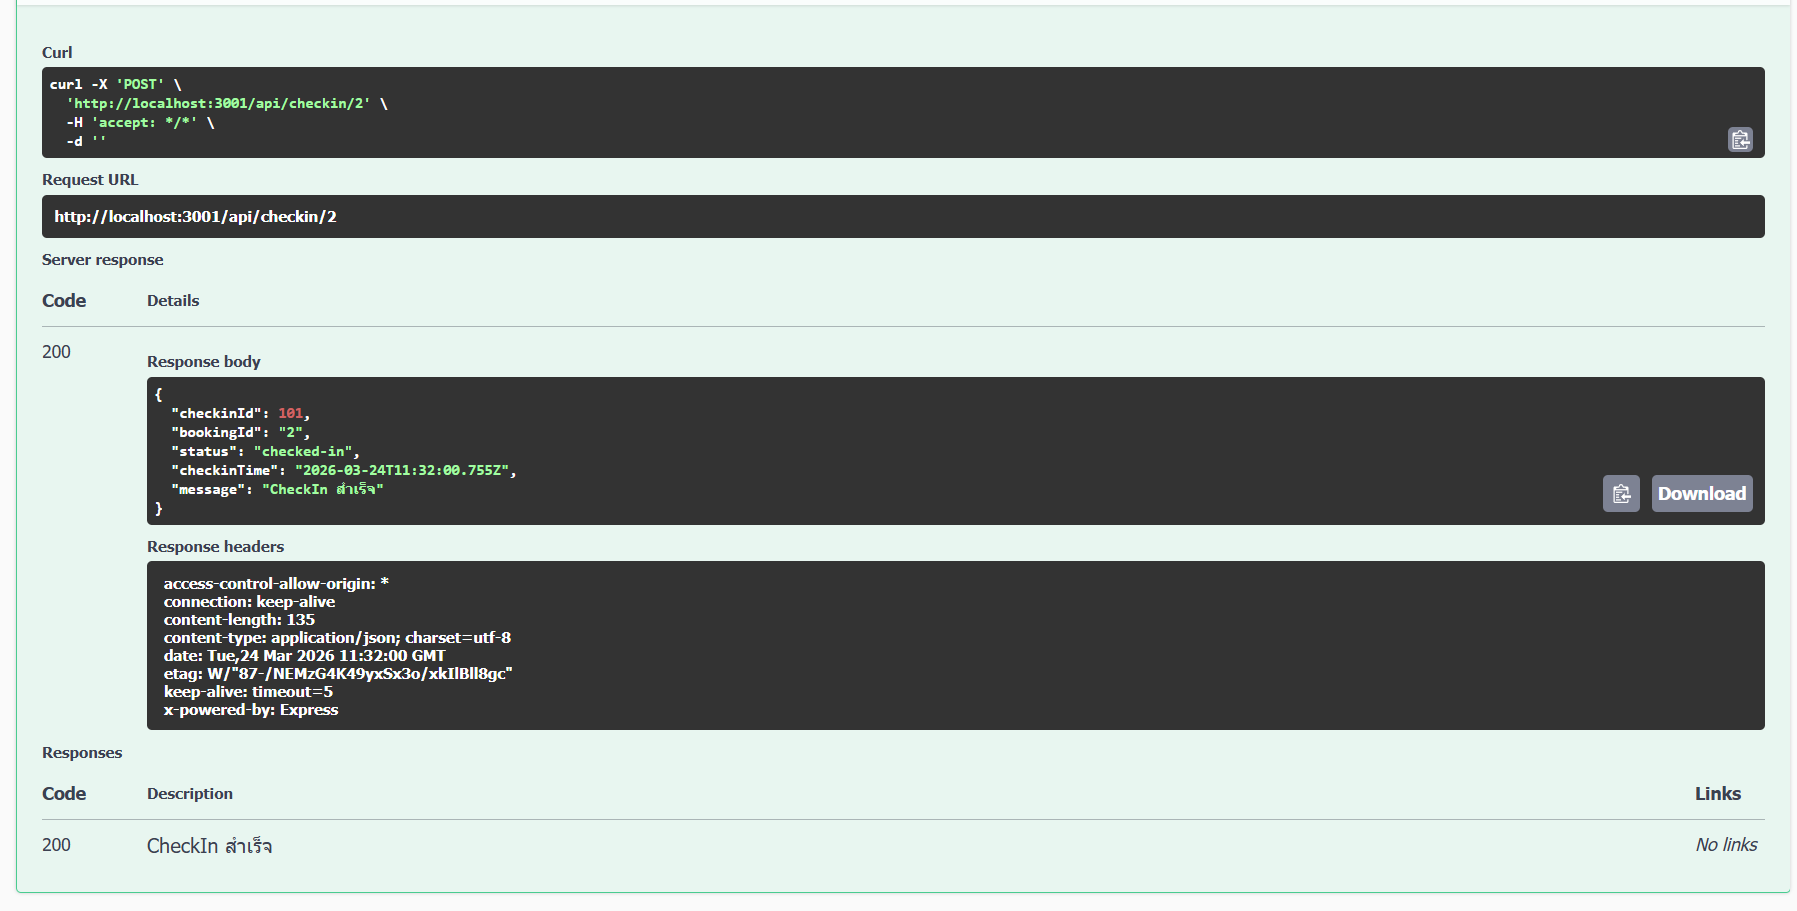 Curl
curl -X 'POST' \
  'http://localhost:3001/api/checkin/2' \
  -H 'accept: */*' \
  -d ''
Request URL
http://localhost:3001/api/checkin/2
Server response
Code Details
200
Response body
{
  "checkinId": 101,
  "bookingId": "2",
  "status": "checked-in",
  "checkinTime": "2026-03-24T11:32:00.755Z",
  "message": "CheckIn สำเร็จ"
}
Download
Response headers
access-control-allow-origin: *
connection: keep-alive
content-length: 135
content-type: application/json; charset=utf-8
date: Tue,24 Mar 2026 11:32:00 GMT
etag: W/"87-/NEMzG4K49yxSx3o/xkIlBll8gc"
keep-alive: timeout=5
x-powered-by: Express
Responses
Code Description Links
200 CheckIn สำเร็จ No links